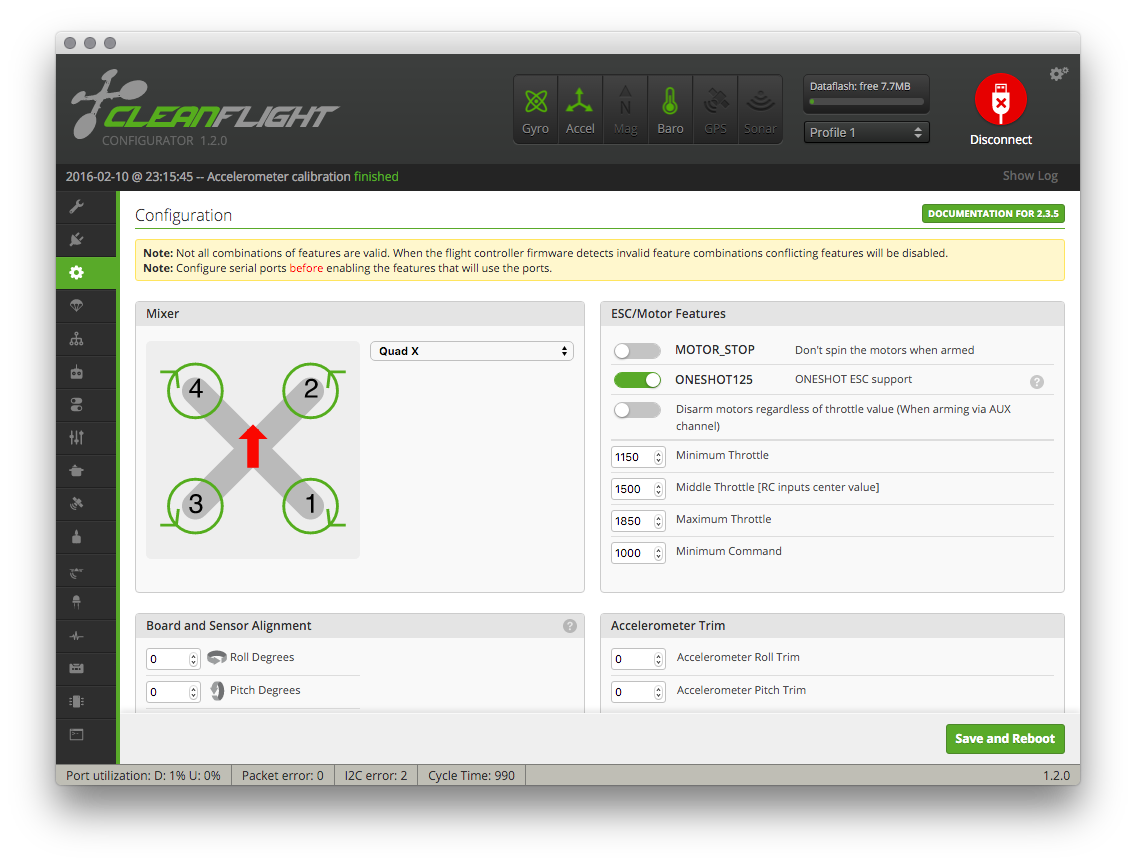 CLEANFLIGHT
CONFIGURATOR 1.2.0
Gyro
Accel
N
Mag
Baro
GPS
Sonar
Dataflash: free 7.7MB
Profile 1
Disconnect
2016-02-10 @ 23:15:45 -- Accelerometer calibration finished
Show Log
Configuration
DOCUMENTATION FOR 2.3.5
Note: Not all combinations of features are valid. When the flight controller firmware detects invalid feature combinations conflicting features will be disabled.
Note: Configure serial ports before enabling the features that will use the ports.
Mixer
Quad X
4
2
3
1
ESC/Motor Features
MOTOR_STOP Don't spin the motors when armed
ONESHOT125 ONESHOT ESC support
?
Disarm motors regardless of throttle value (When arming via AUX
channel)
1150 Minimum Throttle
1500 Middle Throttle [RC inputs center value]
1850 Maximum Throttle
1000 Minimum Command
Board and Sensor Alignment
?
0 Roll Degrees
0 Pitch Degrees
Accelerometer Trim
0 Accelerometer Roll Trim
0 Accelerometer Pitch Trim
Save and Reboot
Port utilization: D: 1% U: 0%
Packet error: 0
I2C error: 2
Cycle Time: 990
1.2.0